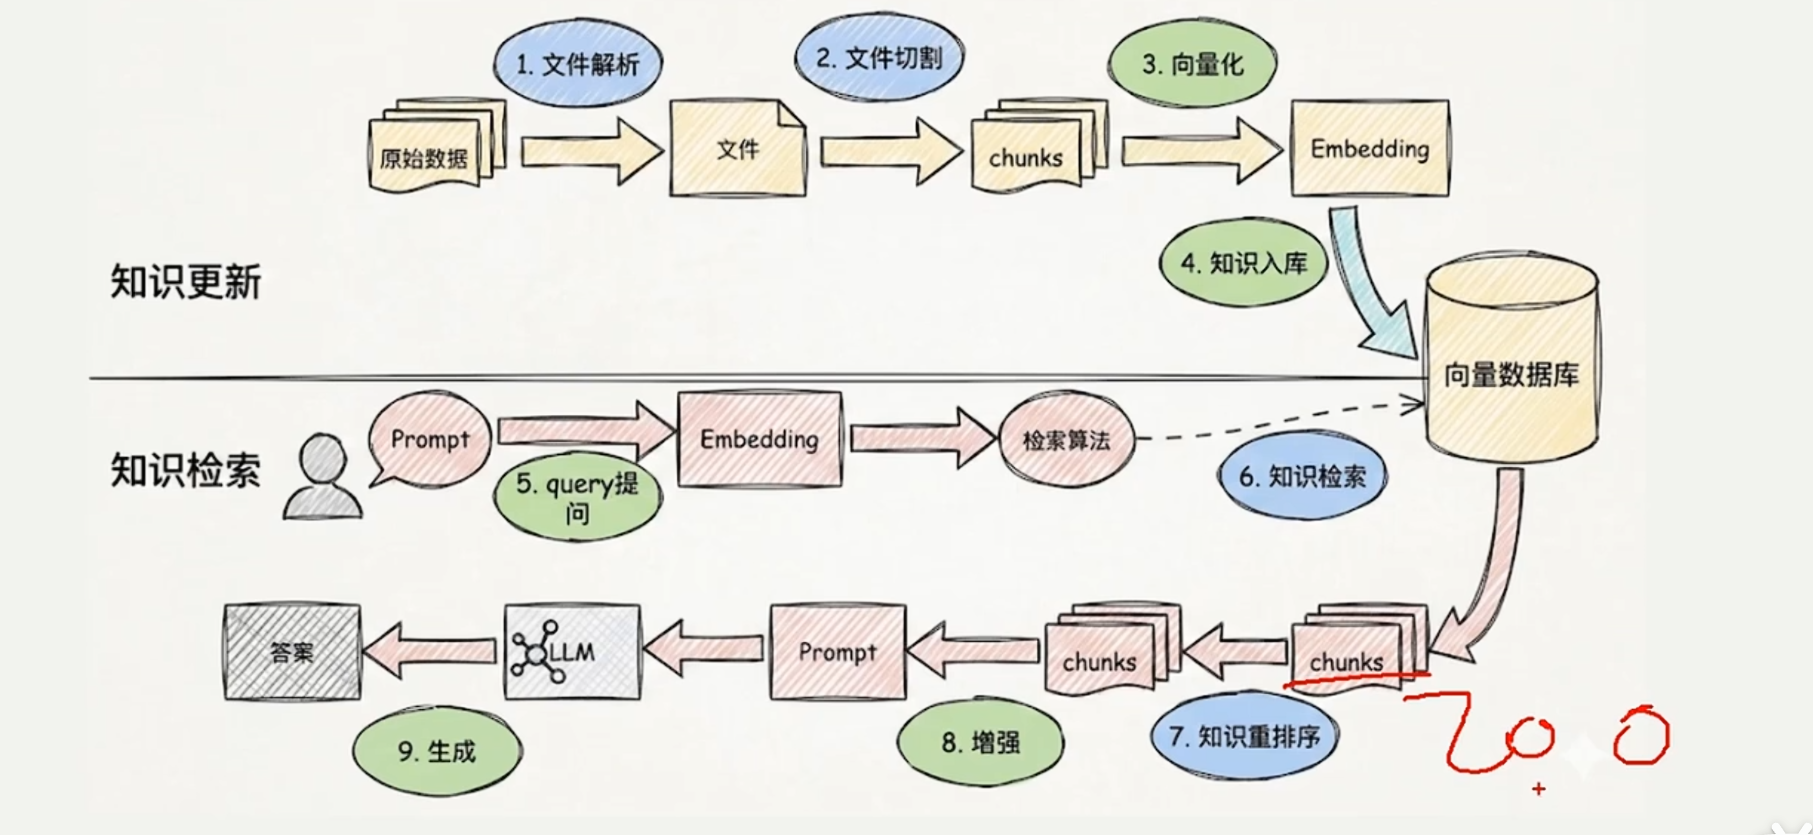 1. 文件解析
2. 文件切割
3. 向量化
原始数据
文件
chunks
Embedding
4. 知识入库
知识更新
向量数据库
知识检索
Prompt
5. query提
问
Embedding
检索算法
6. 知识检索
答案
LLM
Prompt
chunks
chunks
9. 生成
8. 增强
7. 知识重排序
200